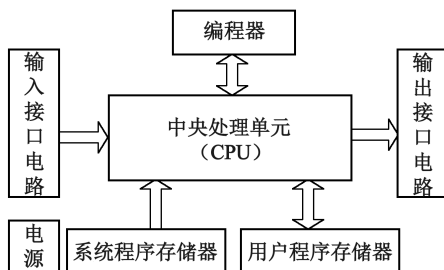 编程器
输入接口电路
中央处理单元
（CPU）
输出接口电路
电源
系统程序存储器
用户程序存储器